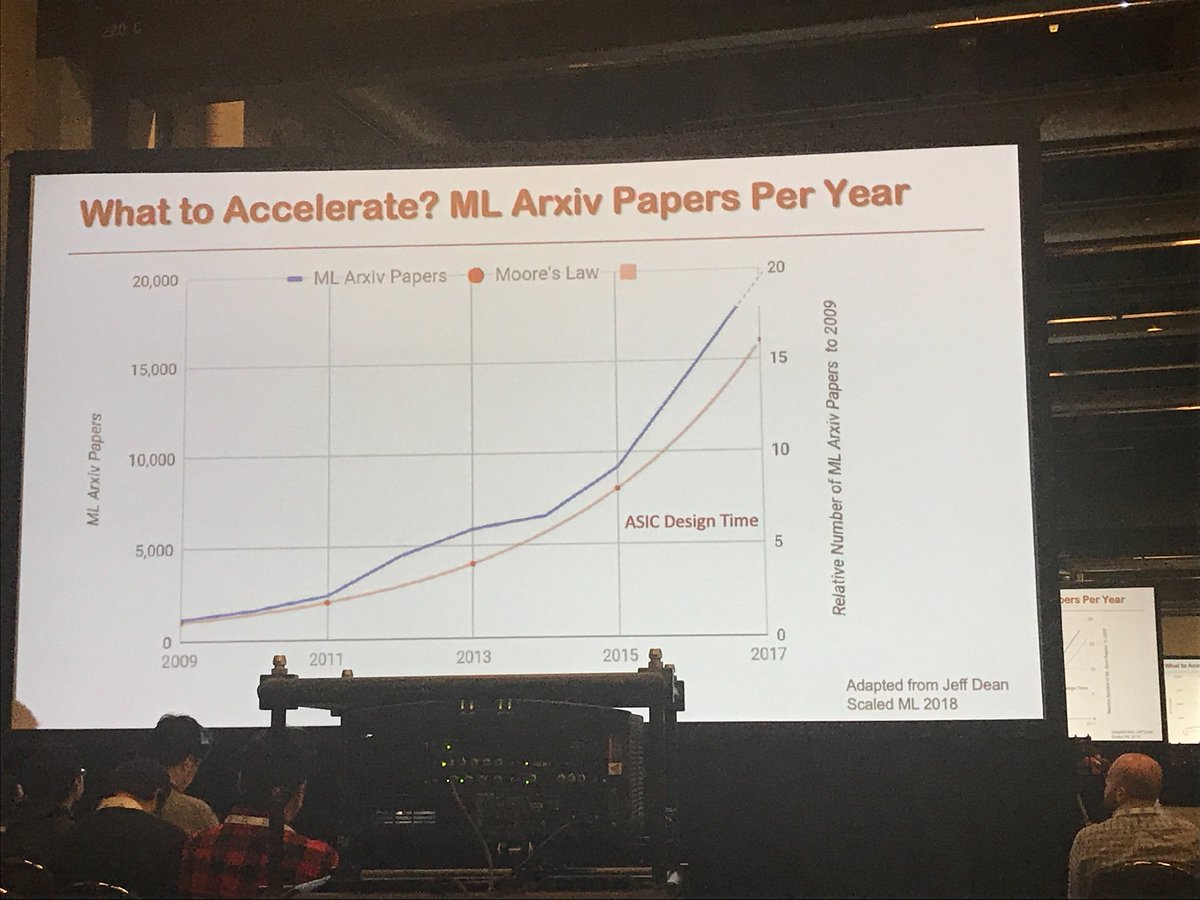 What to Accelerate? ML Arxiv Papers Per Year
ML Arxiv Papers
Moore's Law
20,000
15,000
10,000
5,000
0
ML Arxiv Papers
20
15
10
5
0
Relative Number of ML Arxiv Papers to 2009
ASIC Design Time
2009
2011
2013
2015
2017
Adapted from Jeff Dean
Scaled ML 2018
pers Per Year
What to Acc